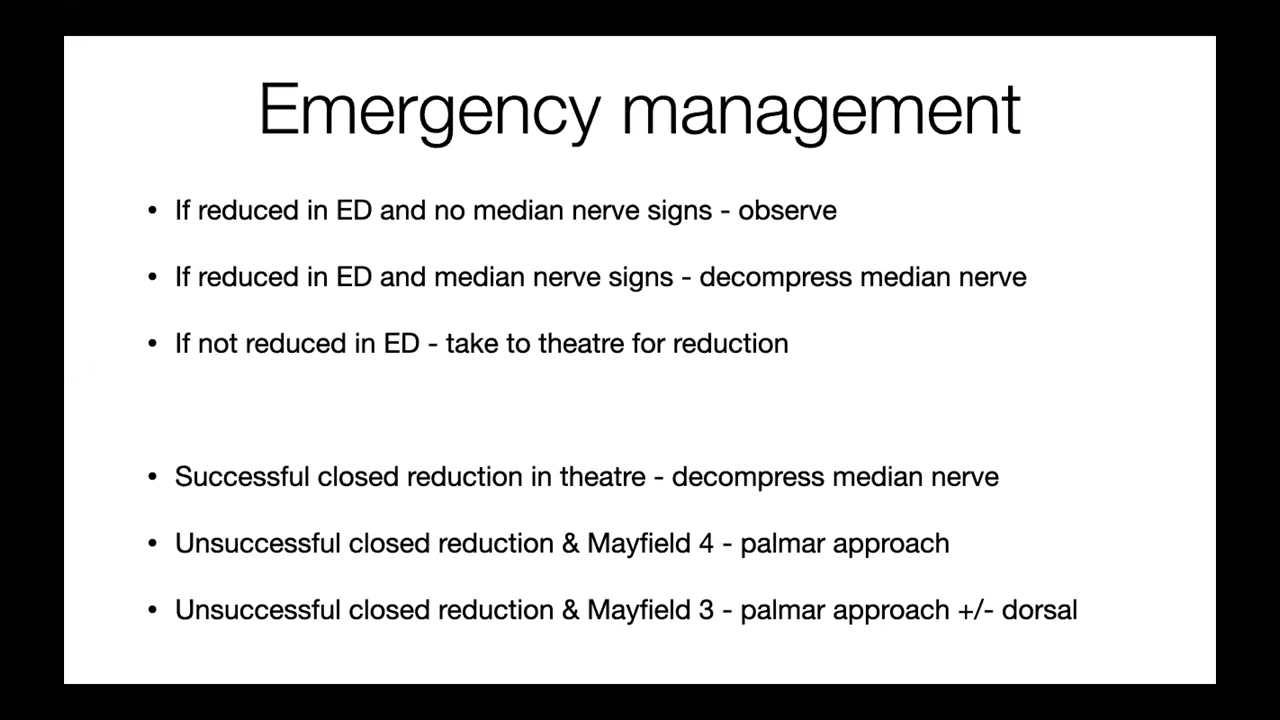 Emergency management
• If reduced in ED and no median nerve signs - observe
• If reduced in ED and median nerve signs - decompress median nerve
• If not reduced in ED - take to theatre for reduction
• Successful closed reduction in theatre - decompress median nerve
• Unsuccessful closed reduction & Mayfield 4 - palmar approach
• Unsuccessful closed reduction & Mayfield 3 - palmar approach +/- dorsal